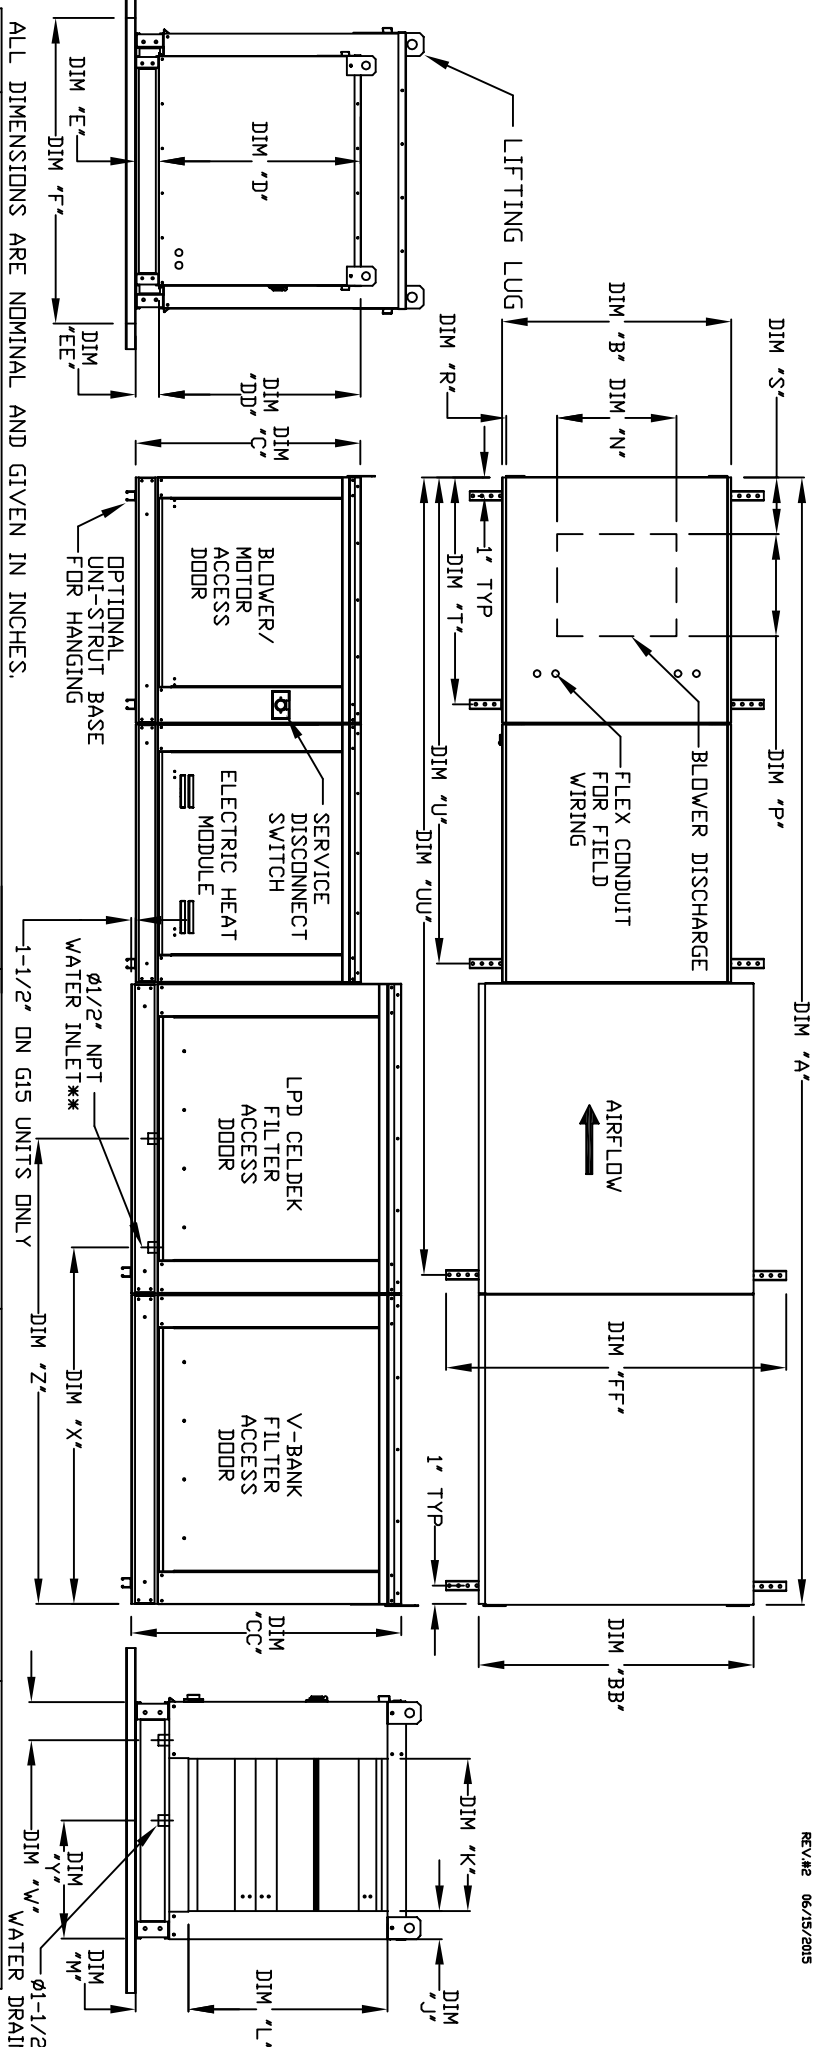 REV.#2 06/15/2015
DIM "A"
DIM "S"
DIM "P"
BLOWER DISCHARGE
FLEX CONDUIT
FOR FIELD
WIRING
AIRFLOW
DIM "B"
DIM "N"
DIM "FF"
DIM "BB"
LIFTING LUG
DIM "R"
1" TYP
DIM "T"
DIM "U"
DIM "UU"
1" TYP
DIM "D"
DIM "E"
DIM "F"
DIM
"EE"
DIM
"DD"
DIM
"C"
BLOWER/
MOTOR
ACCESS
DOOR
SERVICE
DISCONNECT
SWITCH
ELECTRIC HEAT
MODULE
LPD CELDEK
FILTER
ACCESS
DOOR
V-BANK
FILTER
ACCESS
DOOR
DIM
"CC"
DIM "K"
DIM
"J"
DIM "L"
OPTIONAL
UNI-STRUT BASE
FOR HANGING
Ø1/2" NPT
WATER INLET**
1-1/2" ON G15 UNITS ONLY
DIM "X"
DIM "Z"
DIM
"M"
DIM
"Y"
DIM "W"
Ø1-1/2
WATER DRAI
ALL DIMENSIONS ARE NOMINAL AND GIVEN IN INCHES.